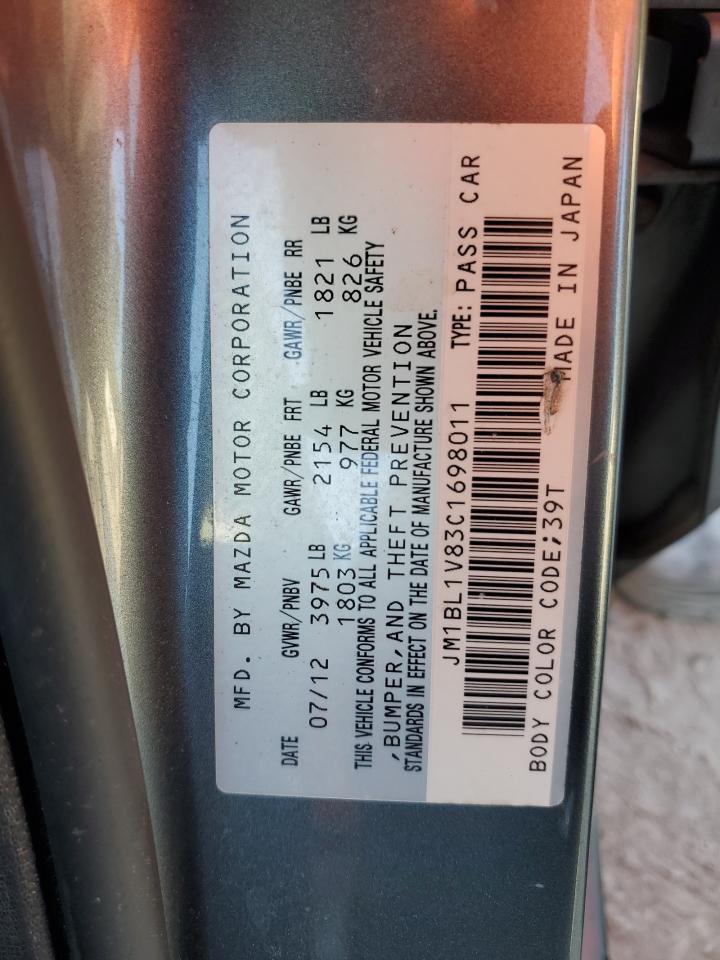 MFD. BY MAZDA MOTOR CORPORATION
DATE GVWR/PNBV GAWR/PNBE FRT GAWR/PNBE RR
07/12 3975 LB 2154 LB 1821 LB
1803 KG 977 KG 826 KG
THIS VEHICLE CONFORMS TO ALL APPLICABLE FEDERAL MOTOR VEHICLE SAFETY
,BUMPER,AND THEFT PREVENTION
STANDARDS IN EFFECT ON THE DATE OF MANUFACTURE SHOWN ABOVE.
JM1BL1V83C1698011 TYPE: PASS CAR
BODY COLOR CODE;39T MADE IN JAPAN